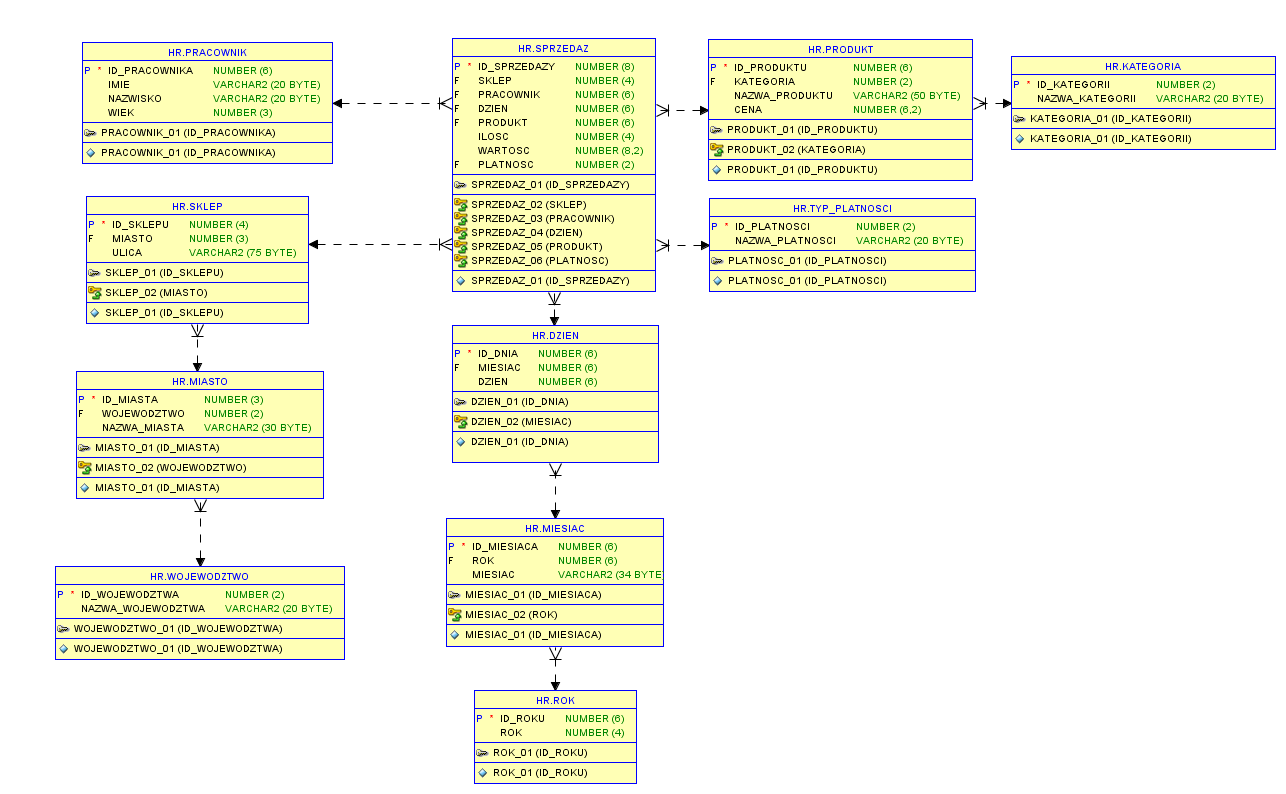 HR.PRACOWNIK
P * ID_PRACOWNIKA NUMBER (6)
IMIE VARCHAR2 (20 BYTE)
NAZWISKO VARCHAR2 (20 BYTE)
WIEK NUMBER (3)
PRACOWNIK_01 (ID_PRACOWNIKA)
PRACOWNIK_01 (ID_PRACOWNIKA)
HR.SPRZEDAZ
P * ID_SPRZEDAZY NUMBER (8)
F SKLEP NUMBER (4)
F PRACOWNIK NUMBER (6)
F DZIEN NUMBER (6)
F PRODUKT NUMBER (6)
ILOSC NUMBER (4)
WARTOSC NUMBER (8,2)
F PLATNOSC NUMBER (2)
SPRZEDAZ_01 (ID_SPRZEDAZY)
SPRZEDAZ_02 (SKLEP)
SPRZEDAZ_03 (PRACOWNIK)
SPRZEDAZ_04 (DZIEN)
SPRZEDAZ_05 (PRODUKT)
SPRZEDAZ_06 (PLATNOSC)
SPRZEDAZ_01 (ID_SPRZEDAZY)
HR.PRODUKT
P * ID_PRODUKTU NUMBER (6)
F KATEGORIA NUMBER (2)
NAZWA_PRODUKTU VARCHAR2 (50 BYTE)
CENA NUMBER (6,2)
PRODUKT_01 (ID_PRODUKTU)
PRODUKT_02 (KATEGORIA)
PRODUKT_01 (ID_PRODUKTU)
HR.KATEGORIA
P * ID_KATEGORII NUMBER (2)
NAZWA_KATEGORII VARCHAR2 (20 BYTE)
KATEGORIA_01 (ID_KATEGORII)
KATEGORIA_01 (ID_KATEGORII)
HR.SKLEP
P * ID_SKLEPU NUMBER (4)
F MIASTO NUMBER (3)
ULICA VARCHAR2 (75 BYTE)
SKLEP_01 (ID_SKLEPU)
SKLEP_02 (MIASTO)
SKLEP_01 (ID_SKLEPU)
HR.TYP_PLATNOSCI
P * ID_PLATNOSCI NUMBER (2)
NAZWA_PLATNOSCI VARCHAR2 (20 BYTE)
PLATNOSC_01 (ID_PLATNOSCI)
PLATNOSC_01 (ID_PLATNOSCI)
HR.DZIEN
P * ID_DNIA NUMBER (6)
F MIESIAC NUMBER (6)
DZIEN NUMBER (6)
DZIEN_01 (ID_DNIA)
DZIEN_02 (MIESIAC)
DZIEN_01 (ID_DNIA)
HR.MIASTO
P * ID_MIASTA NUMBER (3)
F WOJEWODZTWO NUMBER (2)
NAZWA_MIASTA VARCHAR2 (30 BYTE)
MIASTO_01 (ID_MIASTA)
MIASTO_02 (WOJEWODZTWO)
MIASTO_01 (ID_MIASTA)
HR.MIESIAC
P * ID_MIESIACA NUMBER (6)
F ROK NUMBER (6)
MIESIAC VARCHAR2 (34 BYTE
MIESIAC_01 (ID_MIESIACA)
MIESIAC_02 (ROK)
MIESIAC_01 (ID_MIESIACA)
HR.WOJEWODZTWO
P * ID_WOJEWODZTWA NUMBER (2)
NAZWA_WOJEWODZTWA VARCHAR2 (20 BYTE)
WOJEWODZTWO_01 (ID_WOJEWODZTWA)
WOJEWODZTWO_01 (ID_WOJEWODZTWA)
HR.ROK
P * ID_ROKU NUMBER (6)
ROK NUMBER (4)
ROK_01 (ID_ROKU)
ROK_01 (ID_ROKU)